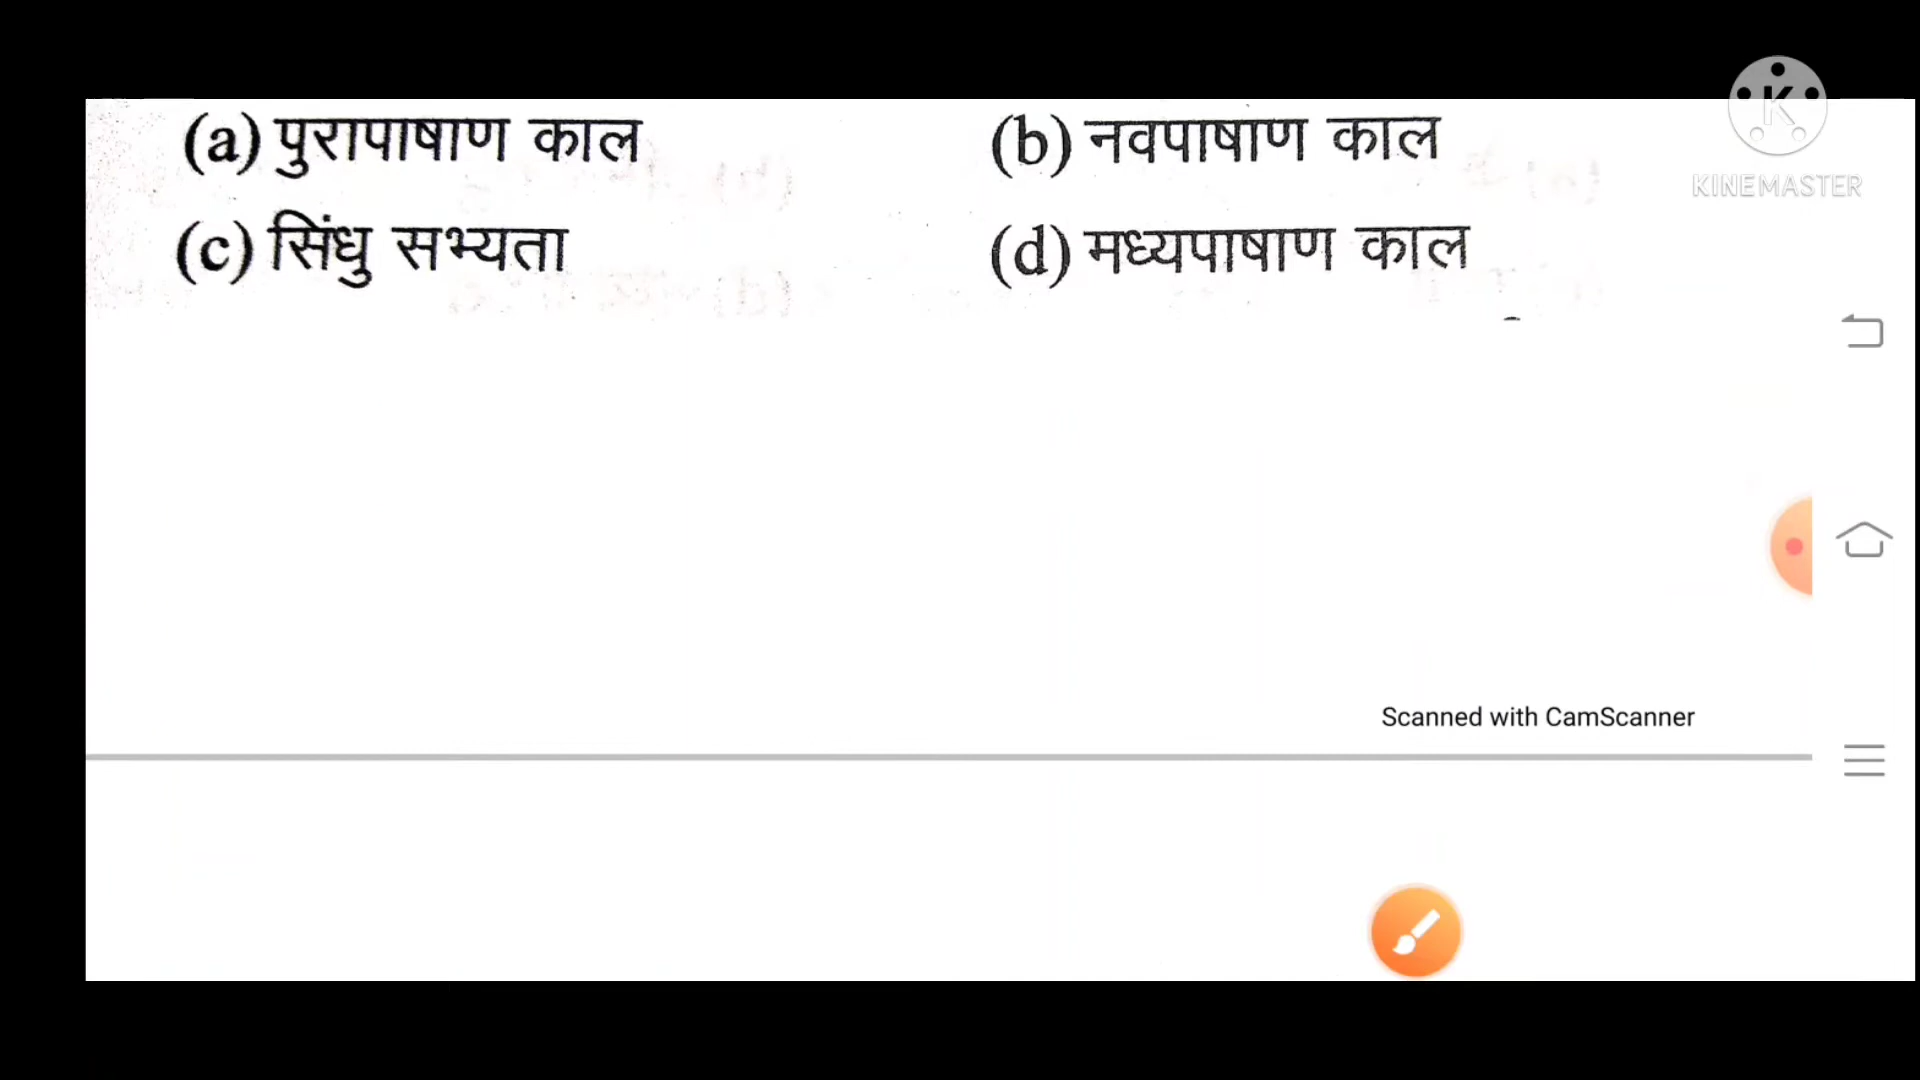 (a) पुरापाषाण काल (b) नवपाषाण काल
(c) सिंधु सभ्यता (d) मध्यपाषाण काल
K
KINEMASTER
Scanned with CamScanner